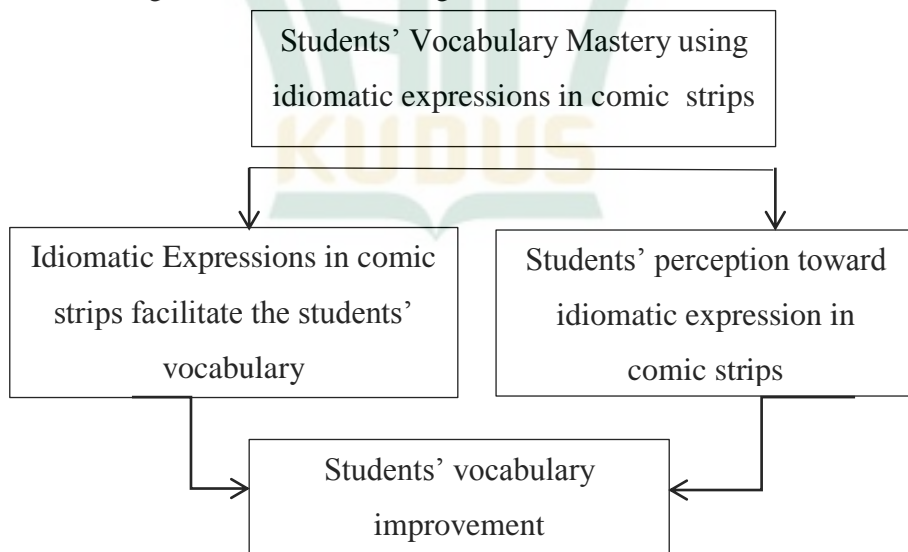 Students’ Vocabulary Mastery using
idiomatic expressions in comic strips
KUDUS
Idiomatic Expressions in comic
strips facilitate the students’
vocabulary
Students’ perception toward
idiomatic expression in
comic strips
Students’ vocabulary
improvement